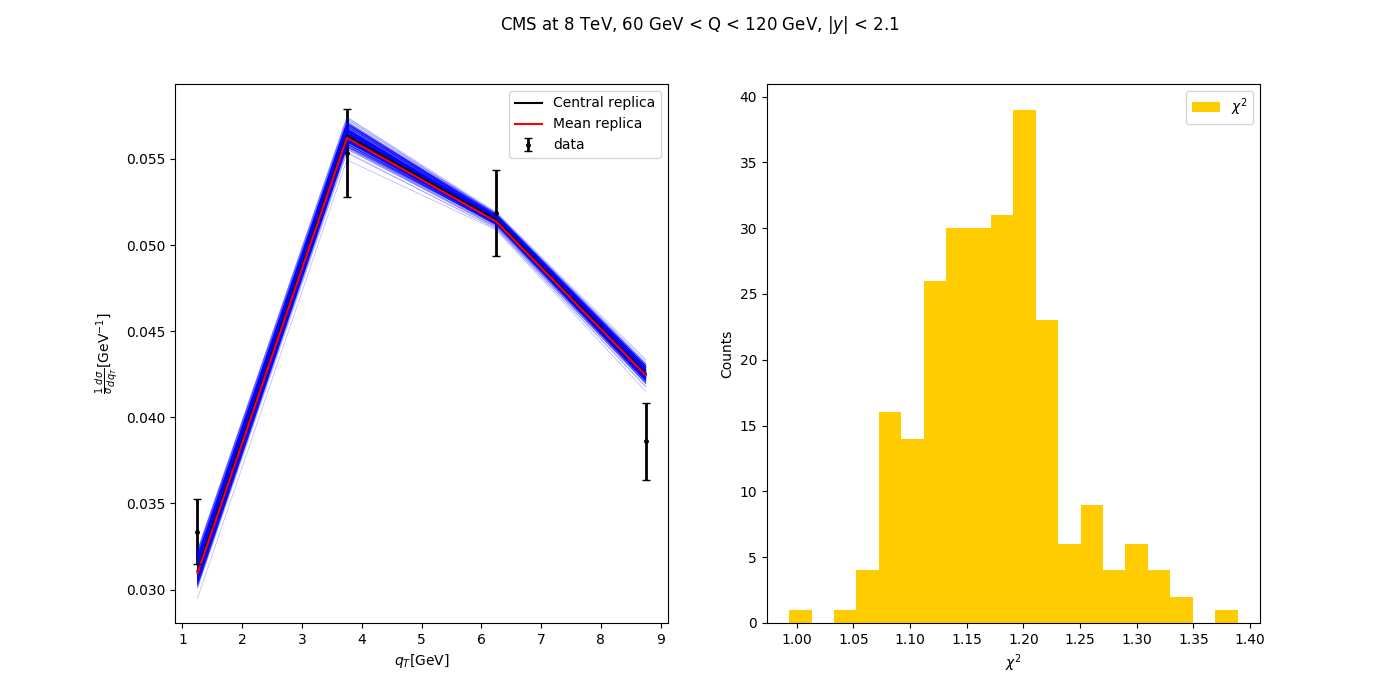 CMS at 8 TeV, 60 GeV < Q < 120 GeV, |y| < 2.1
Central replica
Mean replica
data
0.055
0.050
0.045
0.040
0.035
0.030
1/σ dσ/dq_T [GeV⁻¹]
1 2 3 4 5 6 7 8 9
q_T[GeV]
χ²
40
35
30
25
20
15
10
5
0
Counts
1.00 1.05 1.10 1.15 1.20 1.25 1.30 1.35 1.40
χ²